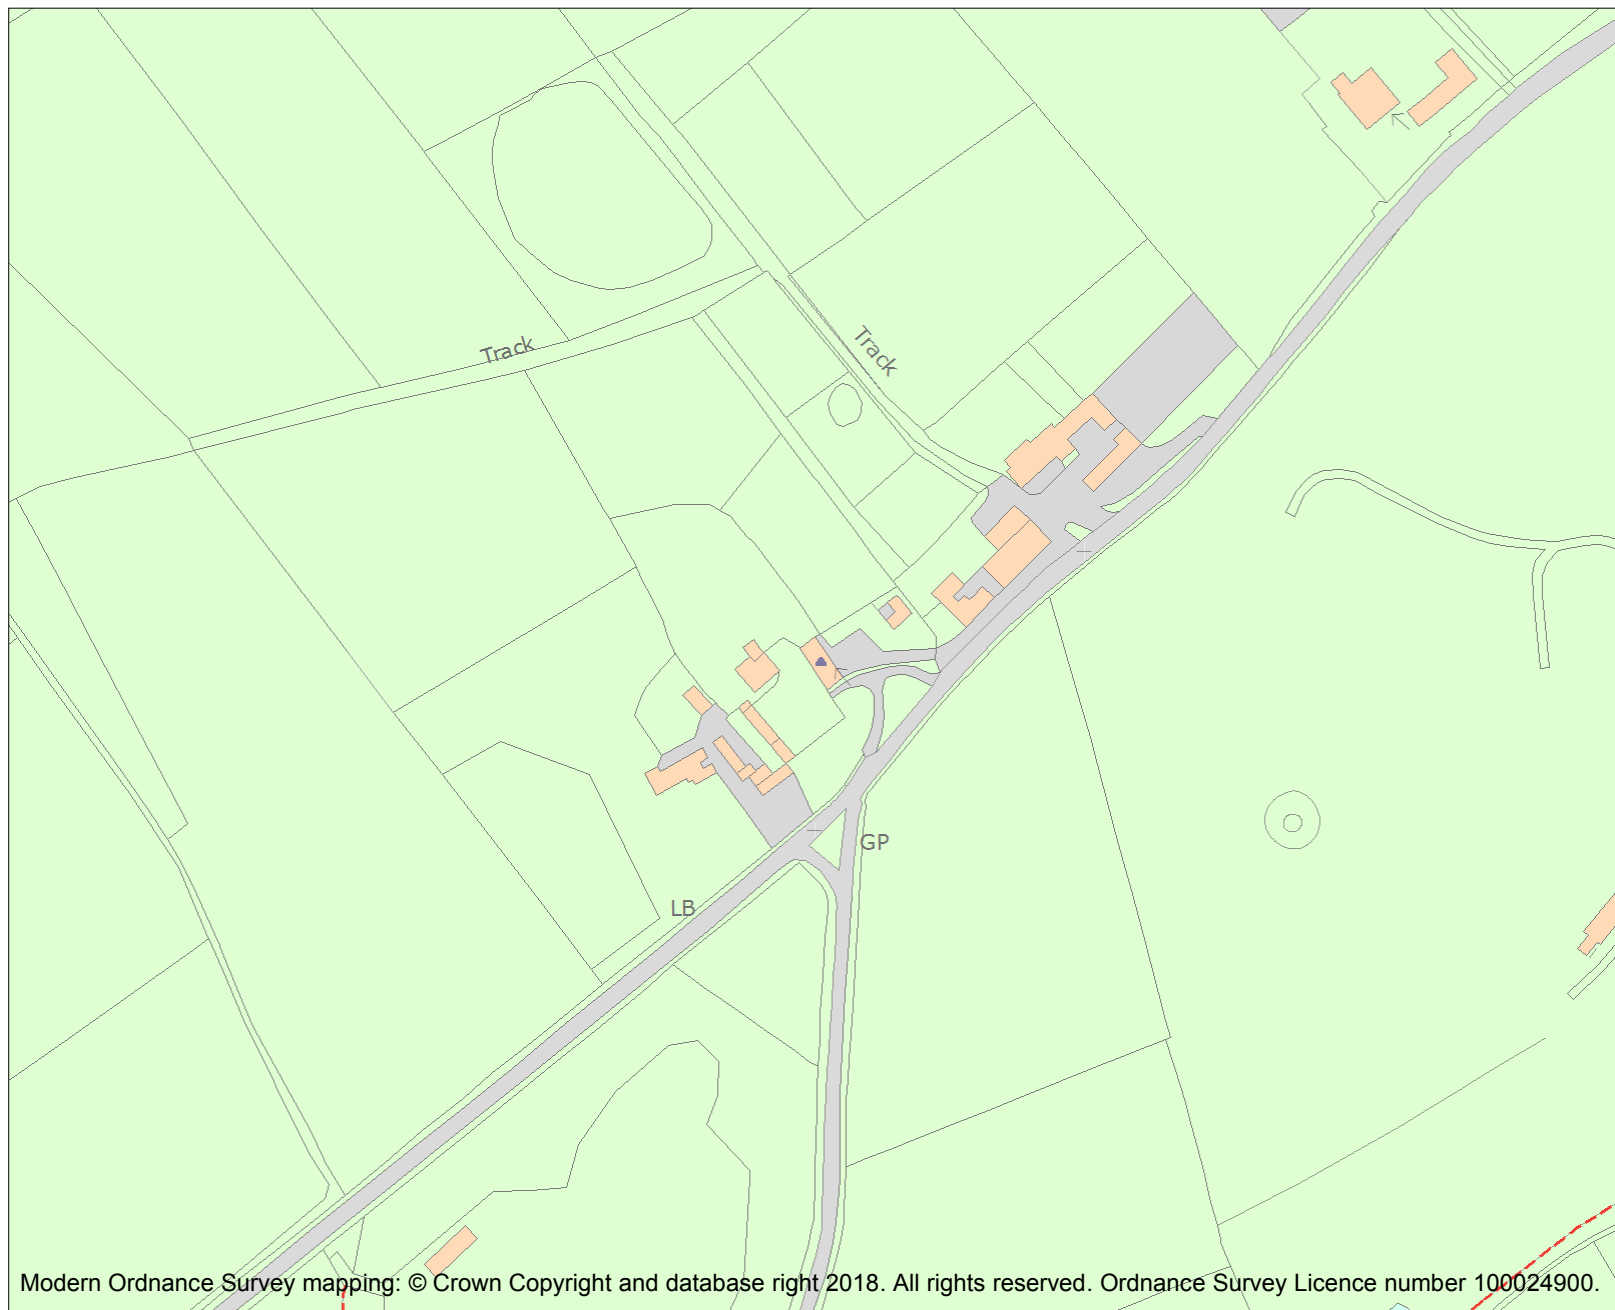 Track
Track
GP
LB
Modern Ordnance Survey mapping: © Crown Copyright and database right 2018. All rights reserved. Ordnance Survey Licence number 100024900.